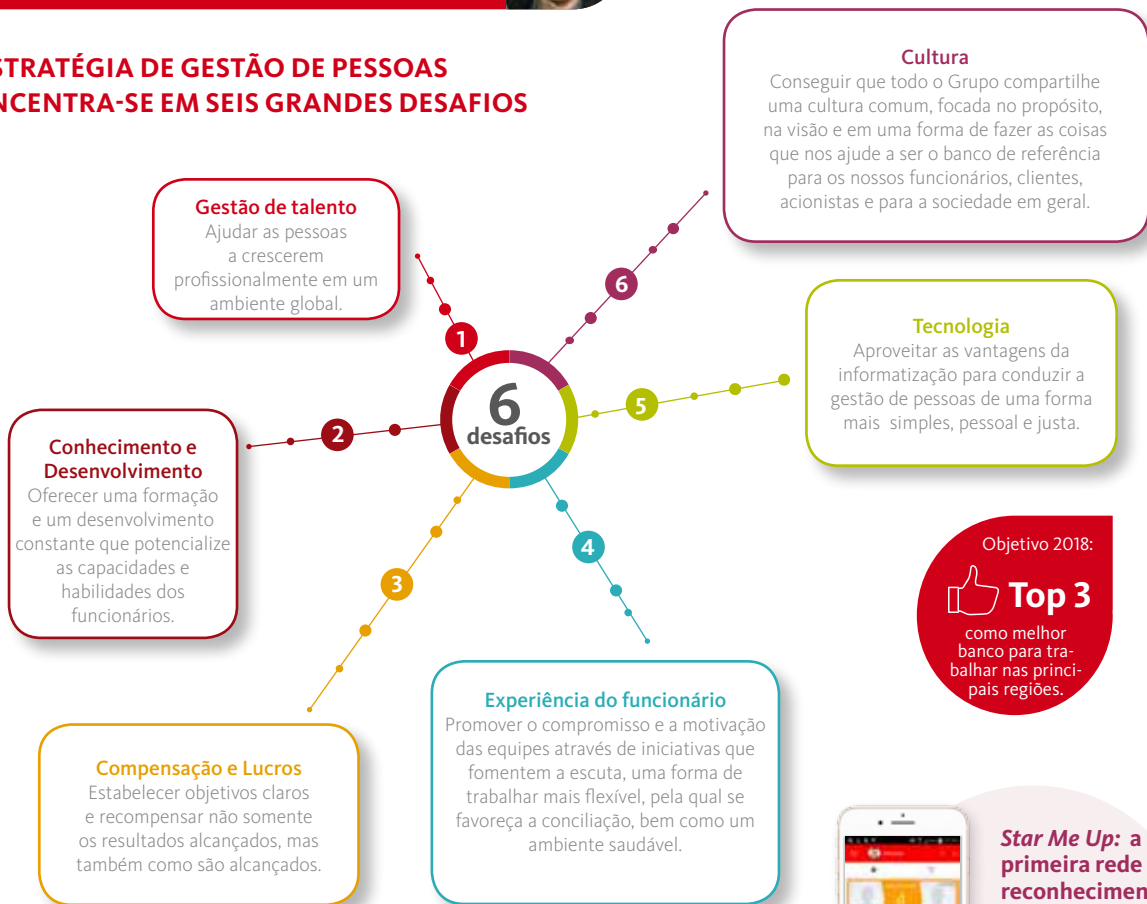 STRATÉGIA DE GESTÃO DE PESSOAS
NCENTRA-SE EM SEIS GRANDES DESAFIOS
Gestão de talento
Ajudar as pessoas
a crescerem
profissionalmente em um
ambiente global.
1
Conhecimento e
Desenvolvimento
Oferecer uma formação
e um desenvolvimento
constante que potencialize
as capacidades e
habilidades dos
funcionários.
2
Compensação e Lucros
Estabelecer objetivos claros
e recompensar não somente
os resultados alcançados, mas
também como são alcançados.
3
Experiência do funcionário
Promover o compromisso e a motivação
das equipes através de iniciativas que
fomentem a escuta, uma forma de
trabalhar mais flexível, pela qual se
favoreça a conciliação, bem como um
ambiente saudável.
4
Tecnologia
Aproveitar as vantagens da
informatização para conduzir a
gestão de pessoas de uma forma
mais simples, pessoal e justa.
5
Cultura
Conseguir que todo o Grupo compartilhe
uma cultura comum, focada no propósito,
na visão e em uma forma de fazer as coisas
que nos ajude a ser o banco de referência
para os nossos funcionários, clientes,
acionistas e para a sociedade em geral.
6
6
desafios
Objetivo 2018:
Top 3
como melhor
banco para tra-
balhar nas princi-
pais regiões.
Star Me Up: a
primeira rede
reconhecimen